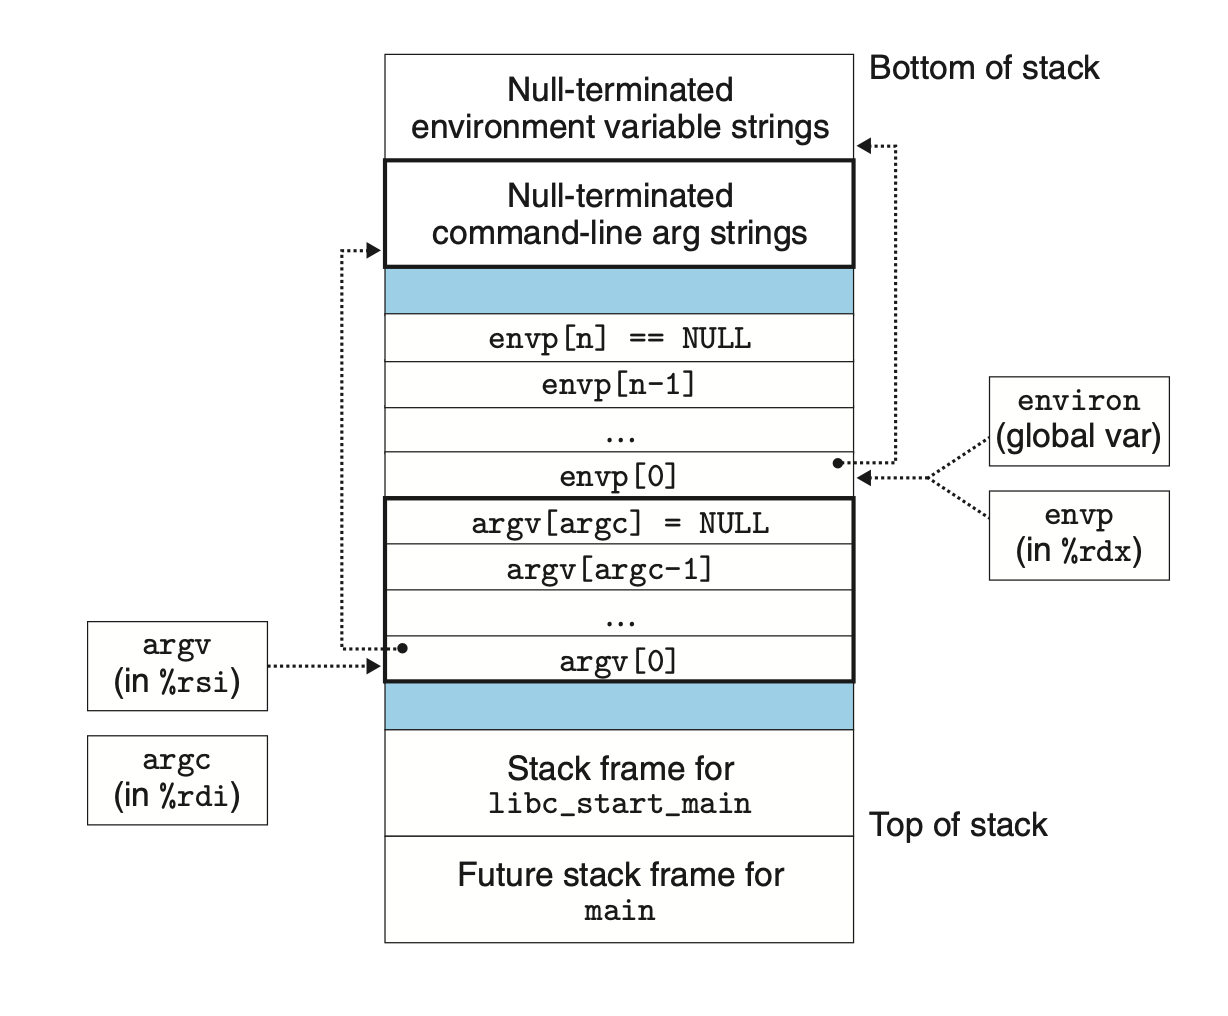 Bottom of stack
Null-terminated
environment variable strings
Null-terminated
command-line arg strings
envp[n] == NULL
envp[n-1]
...
envp[0]
environ
(global var)
envp
(in %rdx)
argv[argc] = NULL
argv[argc-1]
...
argv[0]
argv
(in %rsi)
argc
(in %rdi)
Stack frame for
libc_start_main
Top of stack
Future stack frame for
main